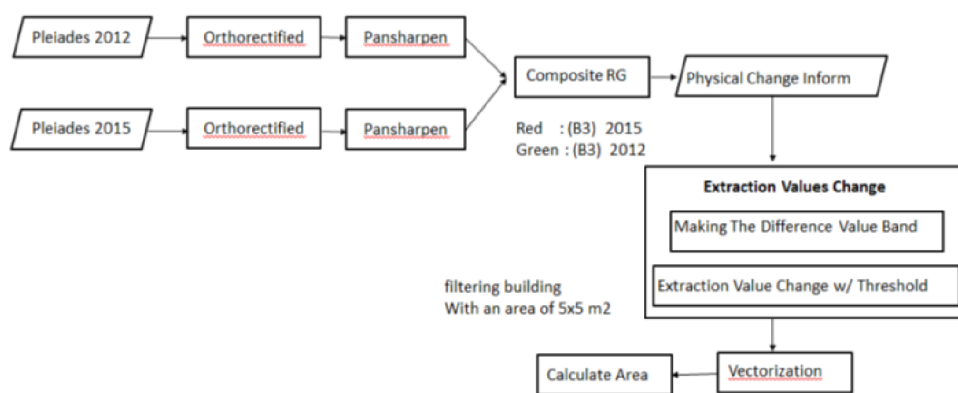 Pleiades 2012
Orthorectified
Pansharpen
Composite RG
Physical Change Inform
Pleiades 2015
Orthorectified
Pansharpen
Red : (B3) 2015
Green : (B3) 2012
Extraction Values Change
Making The Difference Value Band
Extraction Value Change w/ Threshold
filtering building
With an area of 5x5 m2
Vectorization
Calculate Area